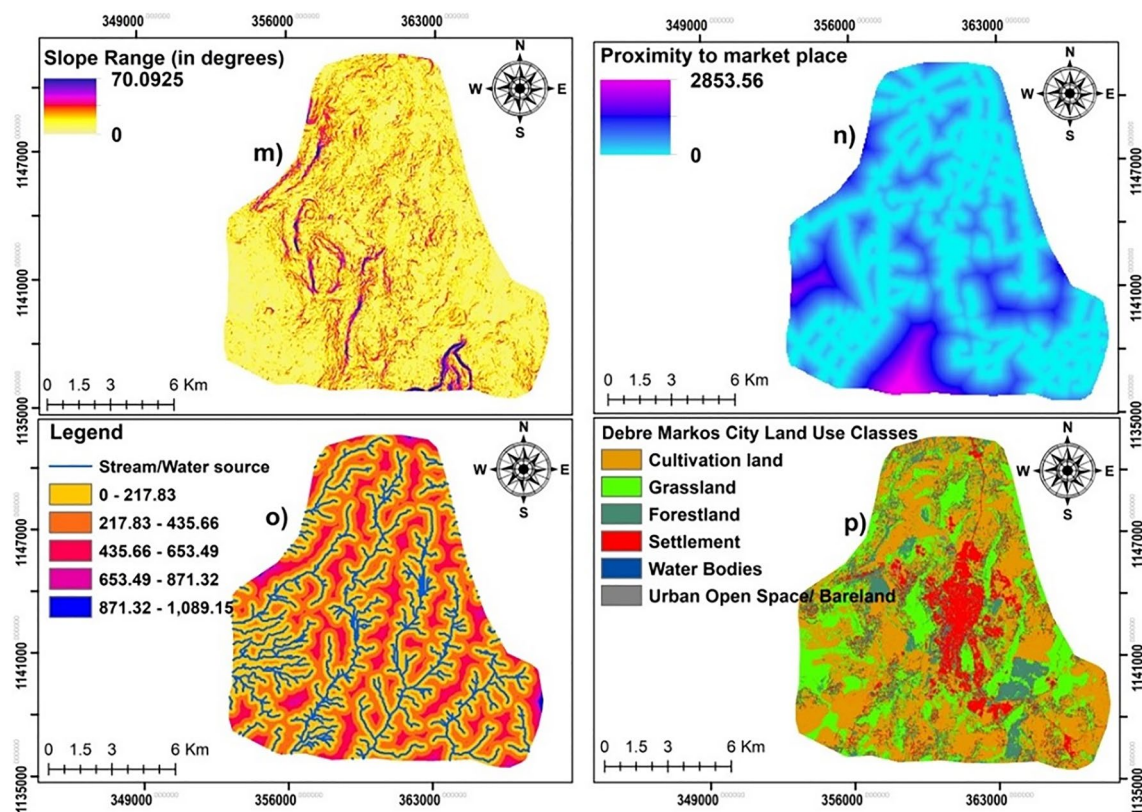 349000 356000 363000 349000 356000 363000
Slope Range (in degrees)
70.0925
0
m)
N
W E
S
1147000
1141000
1135000
0 1.5 3 6 Km
Proximity to market place
2853.56
0
n)
N
W E
S
1147000
1141000
1135000
0 1.5 3 6 Km
Legend
Stream/Water source
0 - 217.83
217.83 - 435.66
435.66 - 653.49
653.49 - 871.32
871.32 - 1,089.15
o)
N
W E
S
1147000
1141000
1135000
0 1.5 3 6 Km
Debre Markos City Land Use Classes
Cultivation land
Grassland
Forestland
Settlement
Water Bodies
Urban Open Space/ Bareland
p)
N
W E
S
1147000
1141000
1135000
0 1.5 3 6 Km
349000 356000 363000 349000 356000 363000